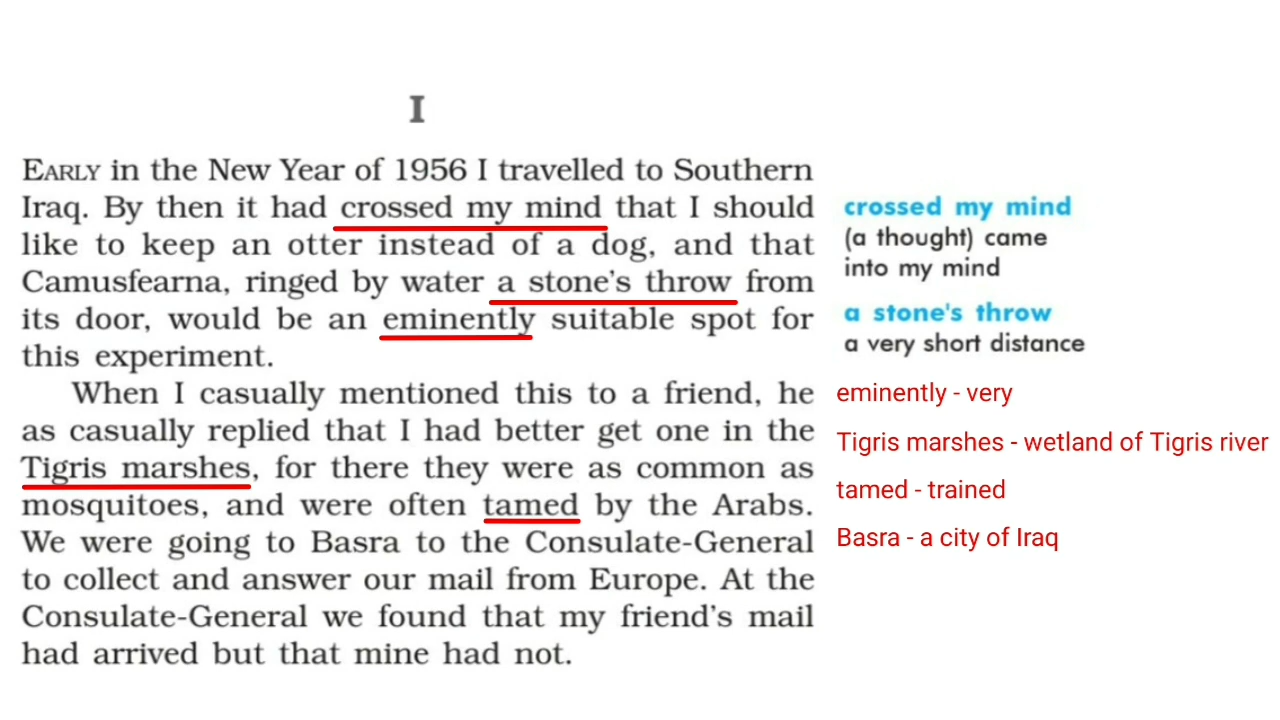 I
EARLY in the New Year of 1956 I travelled to Southern
Iraq. By then it had crossed my mind that I should
like to keep an otter instead of a dog, and that
Camusfearna, ringed by water a stone's throw from
its door, would be an eminently suitable spot for
this experiment.
When I casually mentioned this to a friend, he
as casually replied that I had better get one in the
Tigris marshes, for there they were as common as
mosquitoes, and were often tamed by the Arabs.
We were going to Basra to the Consulate-General
to collect and answer our mail from Europe. At the
Consulate-General we found that my friend's mail
had arrived but that mine had not.
crossed my mind
(a thought) came
into my mind
a stone's throw
a very short distance
eminently - very
Tigris marshes - wetland of Tigris river
tamed - trained
Basra - a city of Iraq